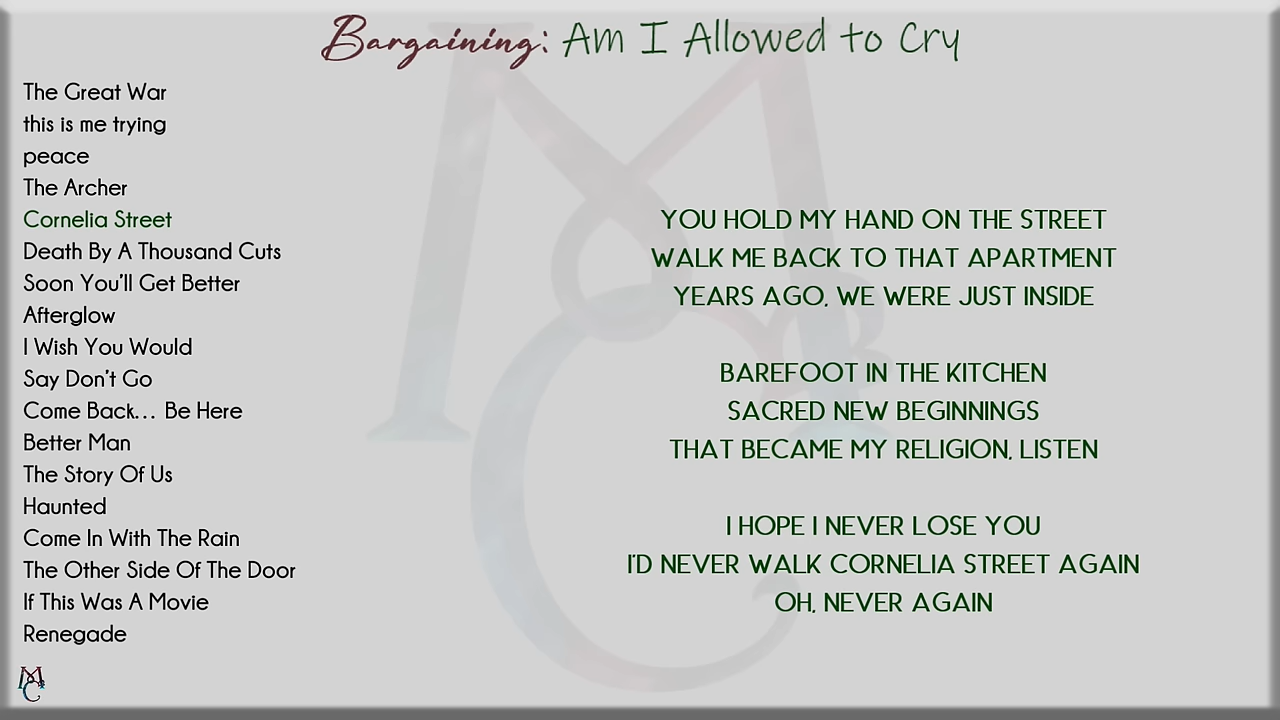 Bargaining: Am I Allowed to Cry
The Great War
this is me trying
peace
The Archer
Cornelia Street
Death By A Thousand Cuts
Soon You'll Get Better
Afterglow
I Wish You Would
Say Don't Go
Come Back... Be Here
Better Man
The Story Of Us
Haunted
Come In With The Rain
The Other Side Of The Door
If This Was A Movie
Renegade
YOU HOLD MY HAND ON THE STREET
WALK ME BACK TO THAT APARTMENT
YEARS AGO, WE WERE JUST INSIDE
BAREFOOT IN THE KITCHEN
SACRED NEW BEGINNINGS
THAT BECAME MY RELIGION, LISTEN
I HOPE I NEVER LOSE YOU
I'D NEVER WALK CORNELIA STREET AGAIN
OH, NEVER AGAIN